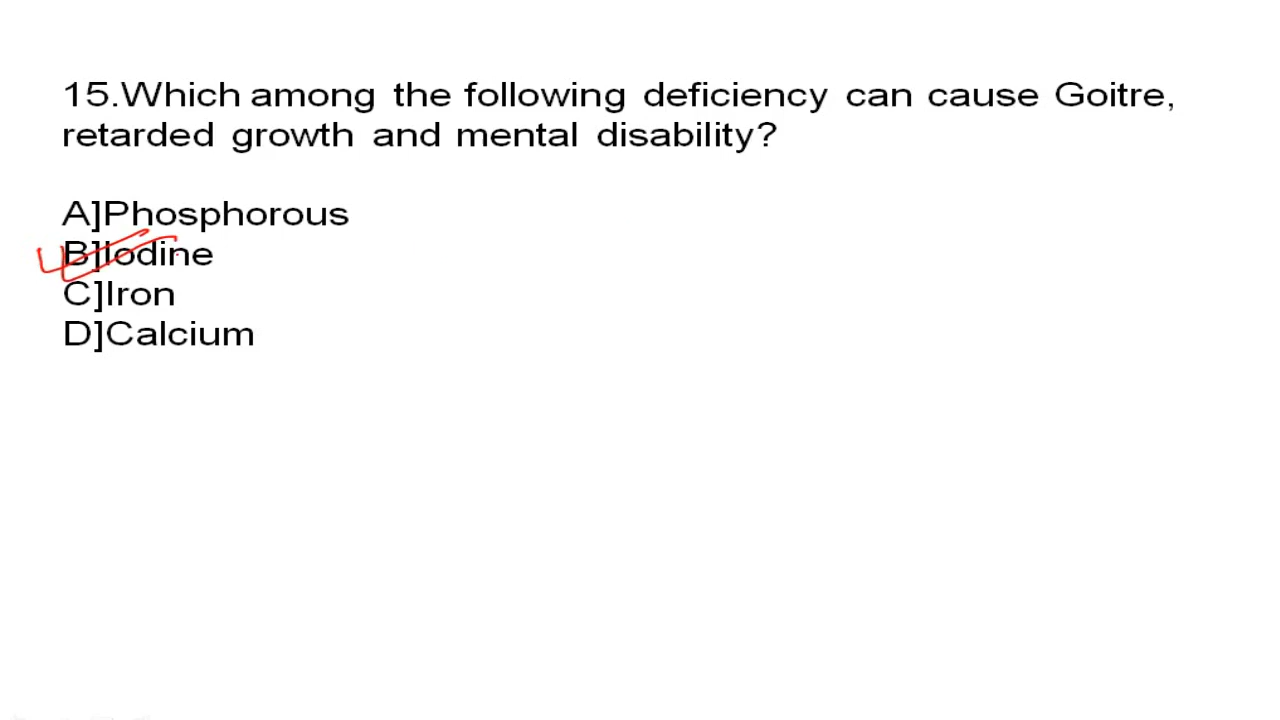 15.Which among the following deficiency can cause Goitre,
retarded growth and mental disability?
A]Phosphorous
B]Iodine
C]Iron
D]Calcium